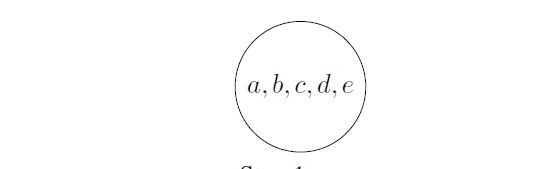 a, b, c, d, e